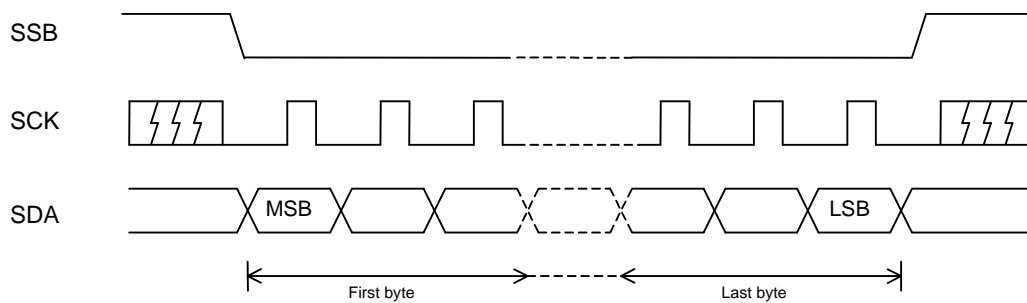 SSB
SCK
SDA
MSB
LSB
First byte
Last byte